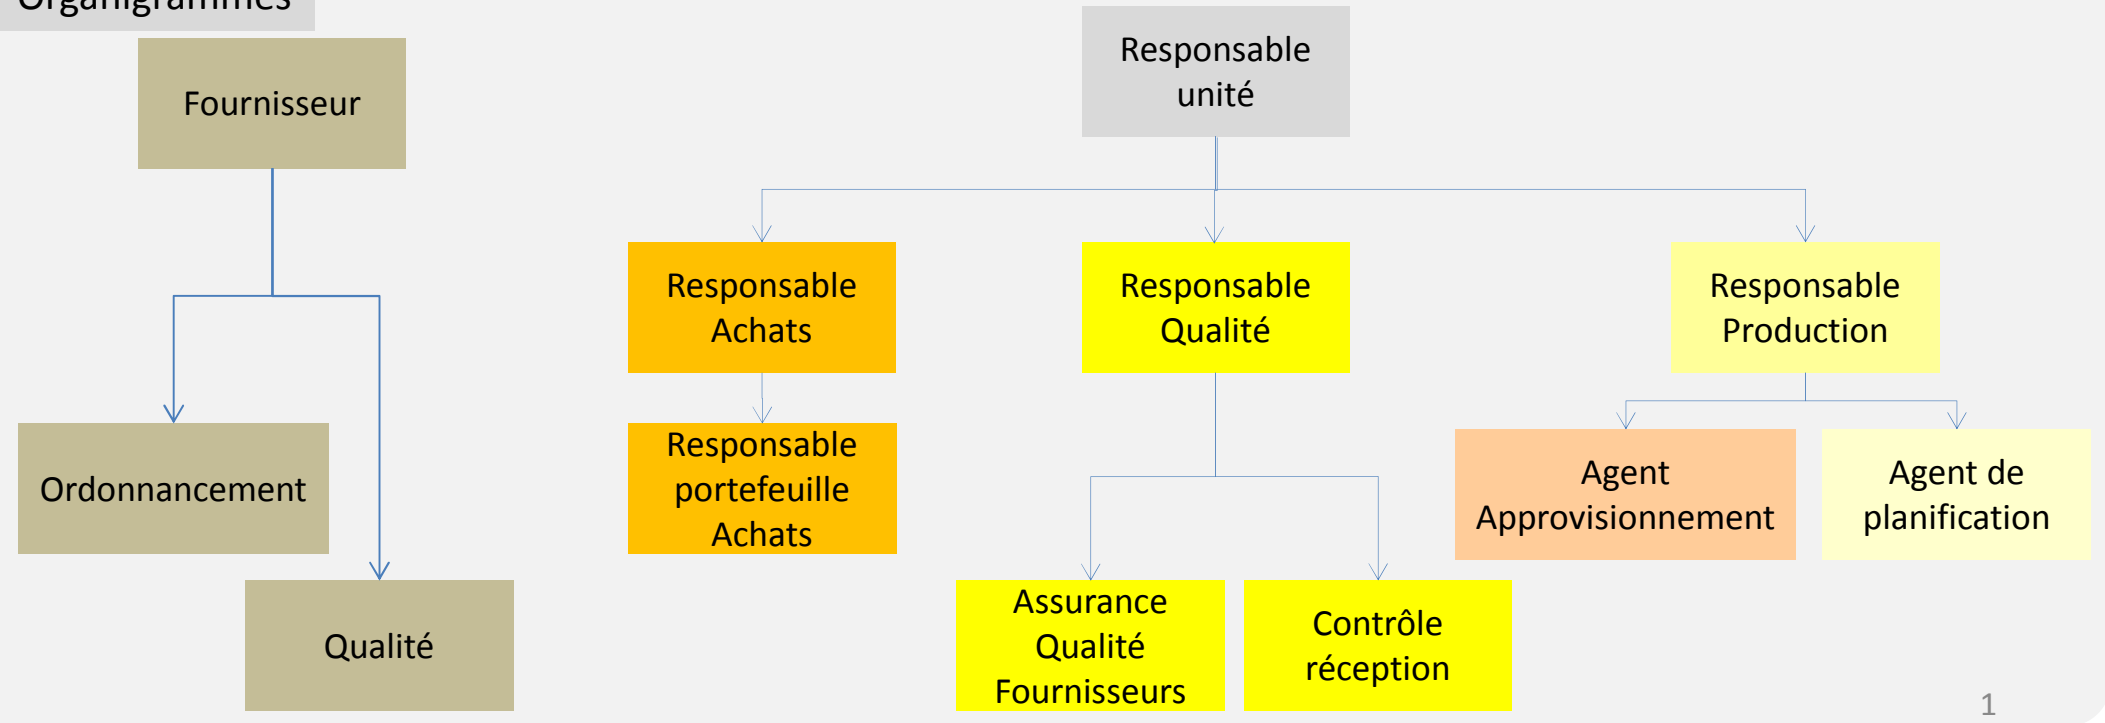 Organigrammes
Fournisseur
Ordonnancement
Qualité
Responsable
unité
Responsable
Achats
Responsable
Qualité
Responsable
Production
Responsable
portefeuille
Achats
Agent
Approvisionnement
Agent de
planification
Assurance
Qualité
Fournisseurs
Contrôle
réception
1